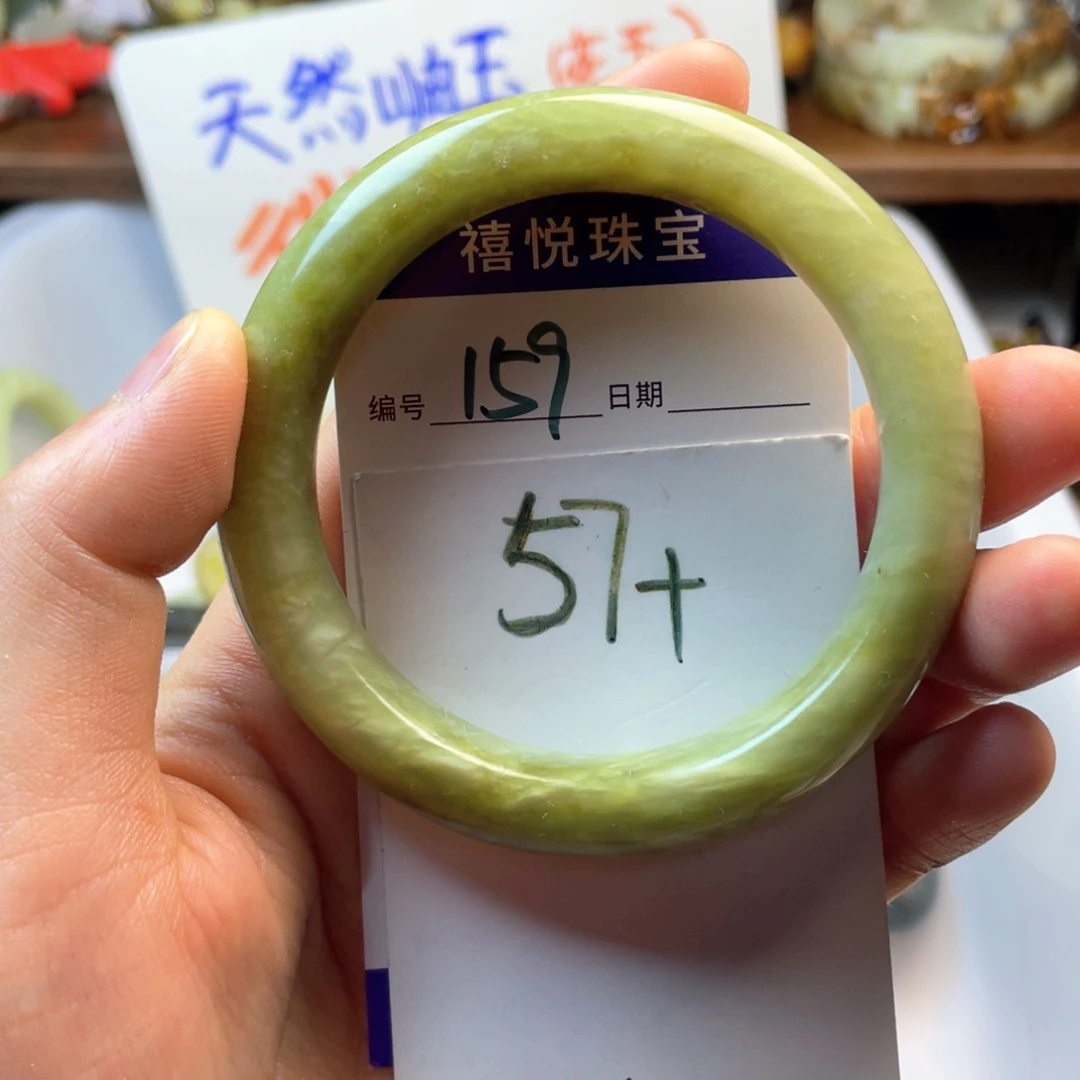 天然岫玉
禧悦珠宝
编号 159 日期
57+